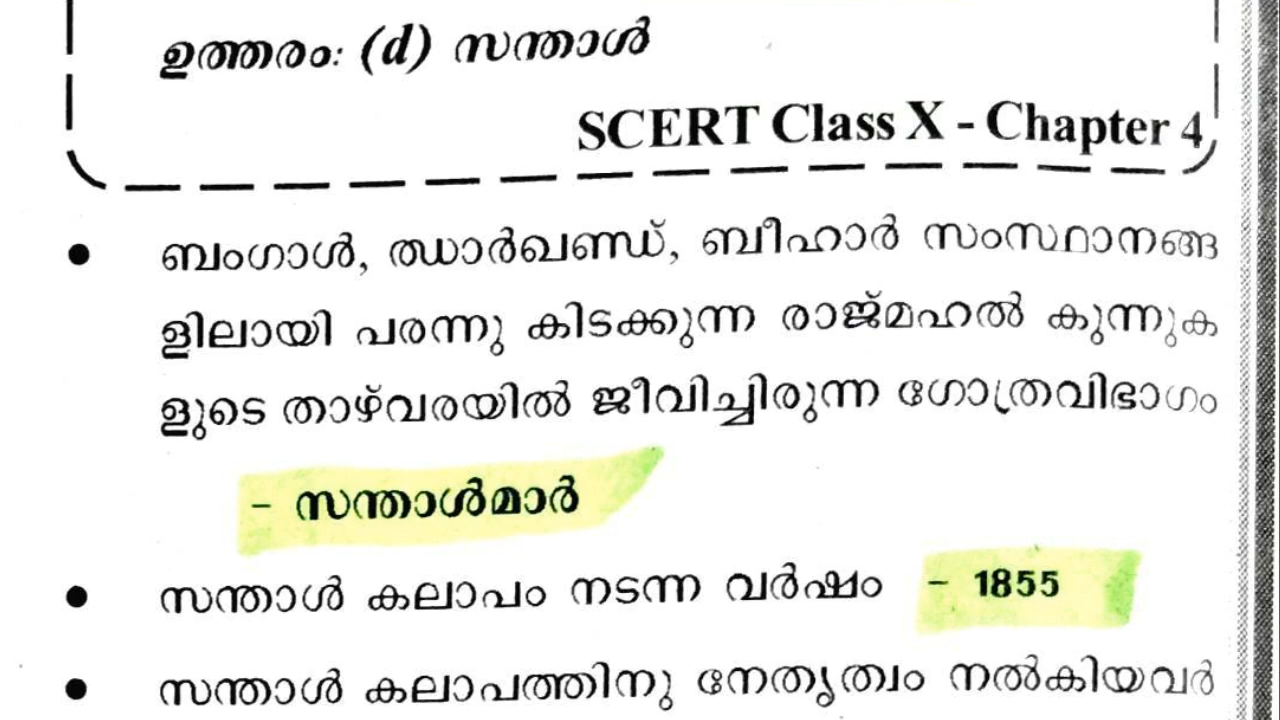 ഉത്തരം: (d) സന്താൾ
SCERT Class X - Chapter 4
● ബംഗാൾ, ഝാർഖണ്ഡ്, ബീഹാർ സംസ്ഥാനങ്ങ
ളിലായി പരന്നു കിടക്കുന്ന രാജ്മഹൽ കുന്നുക
ളുടെ താഴ്‌വരയിൽ ജീവിച്ചിരുന്ന ഗോത്രവിഭാഗം
- സന്താൾമാർ
● സന്താൾ കലാപം നടന്ന വർഷം - 1855
● സന്താൾ കലാപത്തിനു നേതൃത്വം നൽകിയവർ